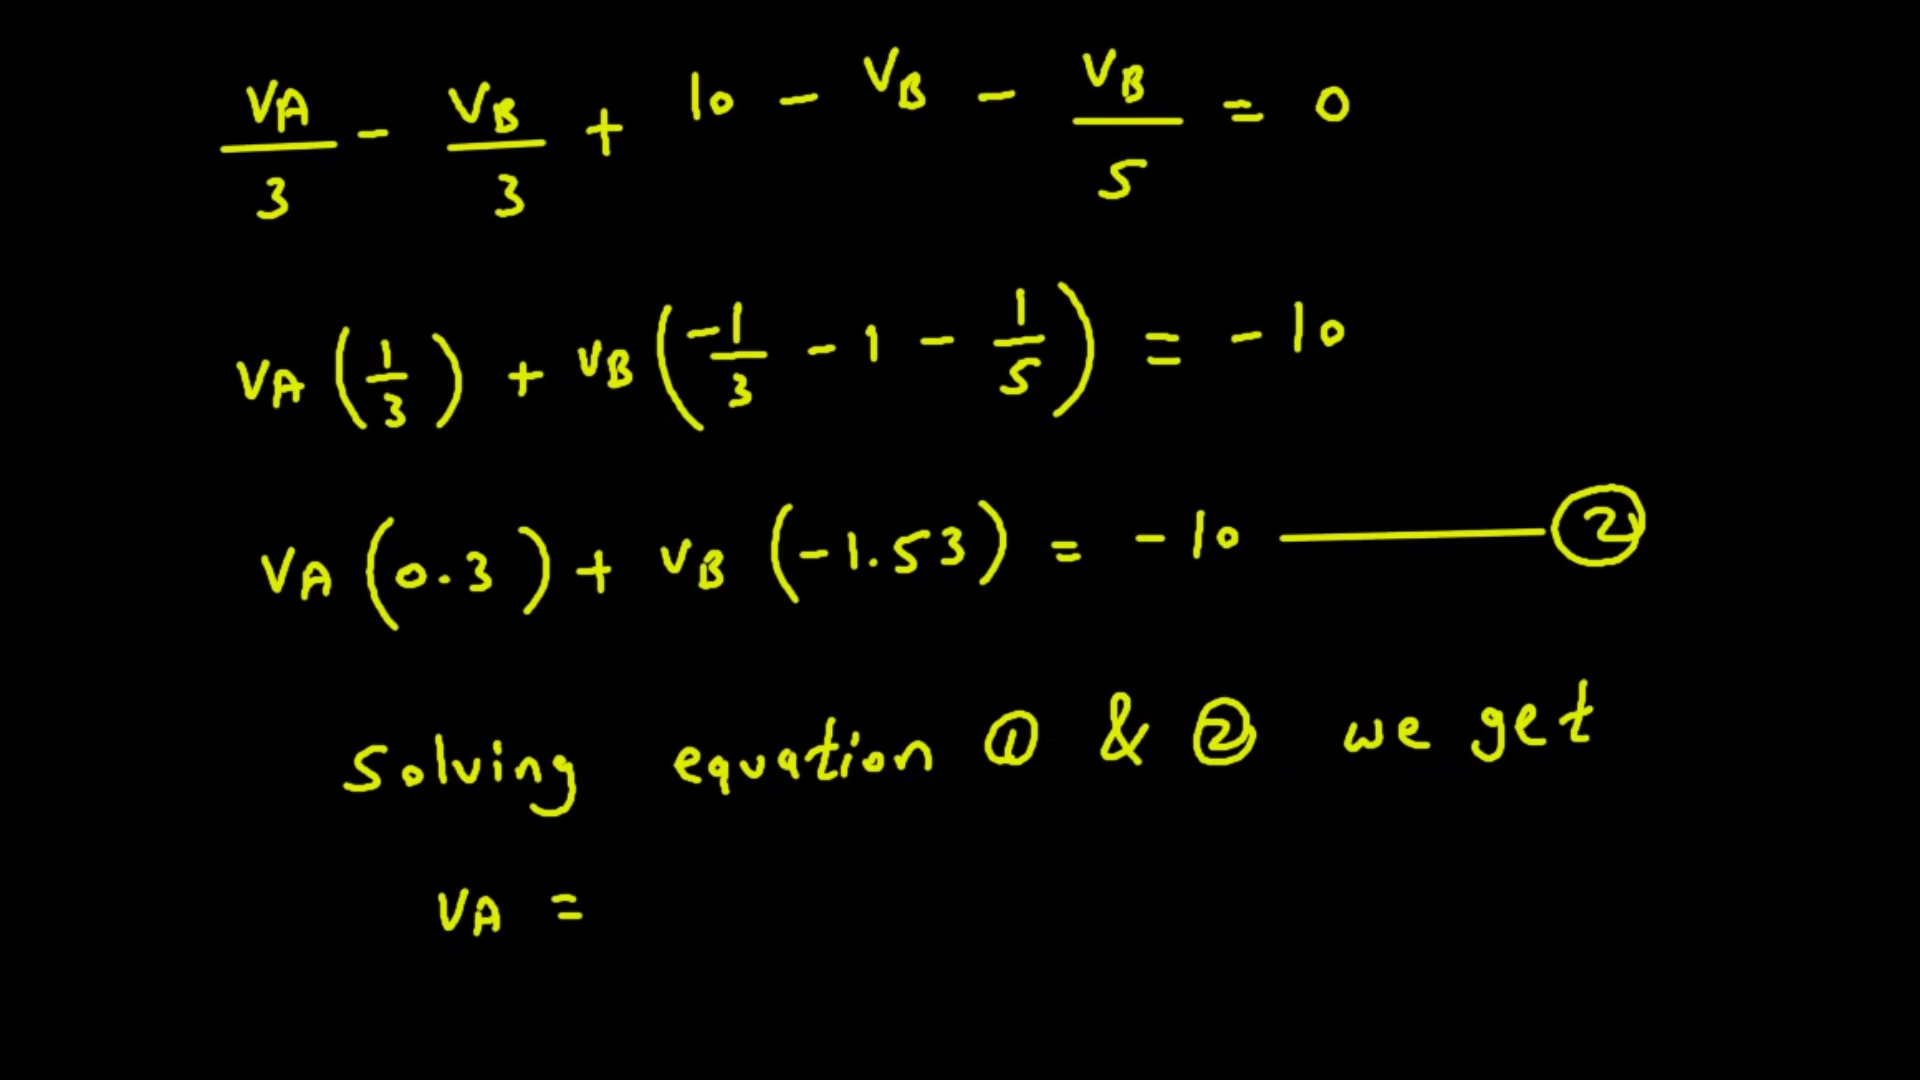 VA/3 - VB/3 + 10 - VB - VB/5 = 0
VA (1/3) + VB (-1/3 - 1 - 1/5) = -10
VA (0.3) + VB (-1.53) = -10 ——— ②
Solving equation ① & ② we get
VA =